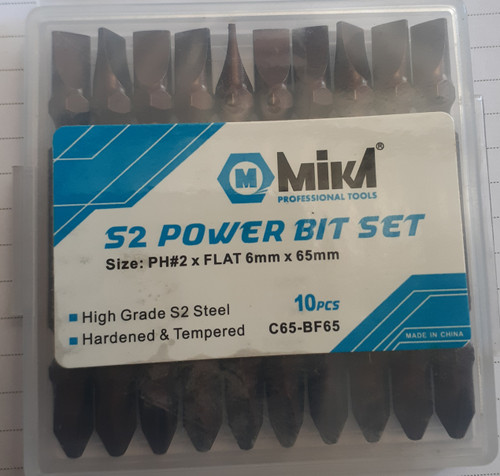 M MiKA®
PROFESSIONAL TOOLS
S2 POWER BIT SET
Size: PH#2 x FLAT 6mm x 65mm
10PCS
High Grade S2 Steel
Hardened & Tempered
C65-BF65
MADE IN CHINA